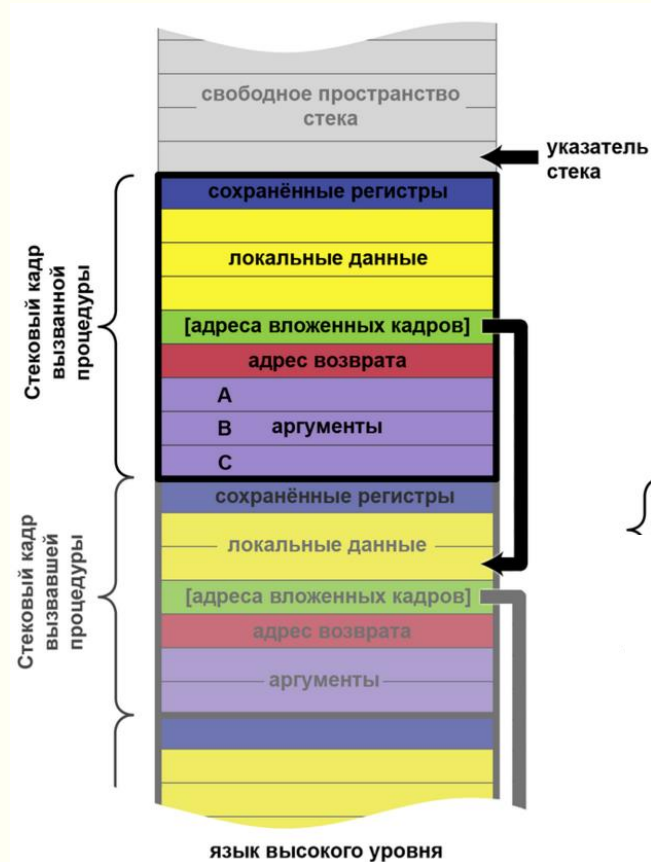 свободное пространство
стека
указатель
стека
Стековый кадр
вызванной
процедуры
сохранённые регистры
локальные данные
[адреса вложенных кадров]
адрес возврата
A
B аргументы
C
Стековый кадр
вызвавшей
процедуры
сохранённые регистры
локальные данные
[адреса вложенных кадров]
адрес возврата
аргументы
язык высокого уровня